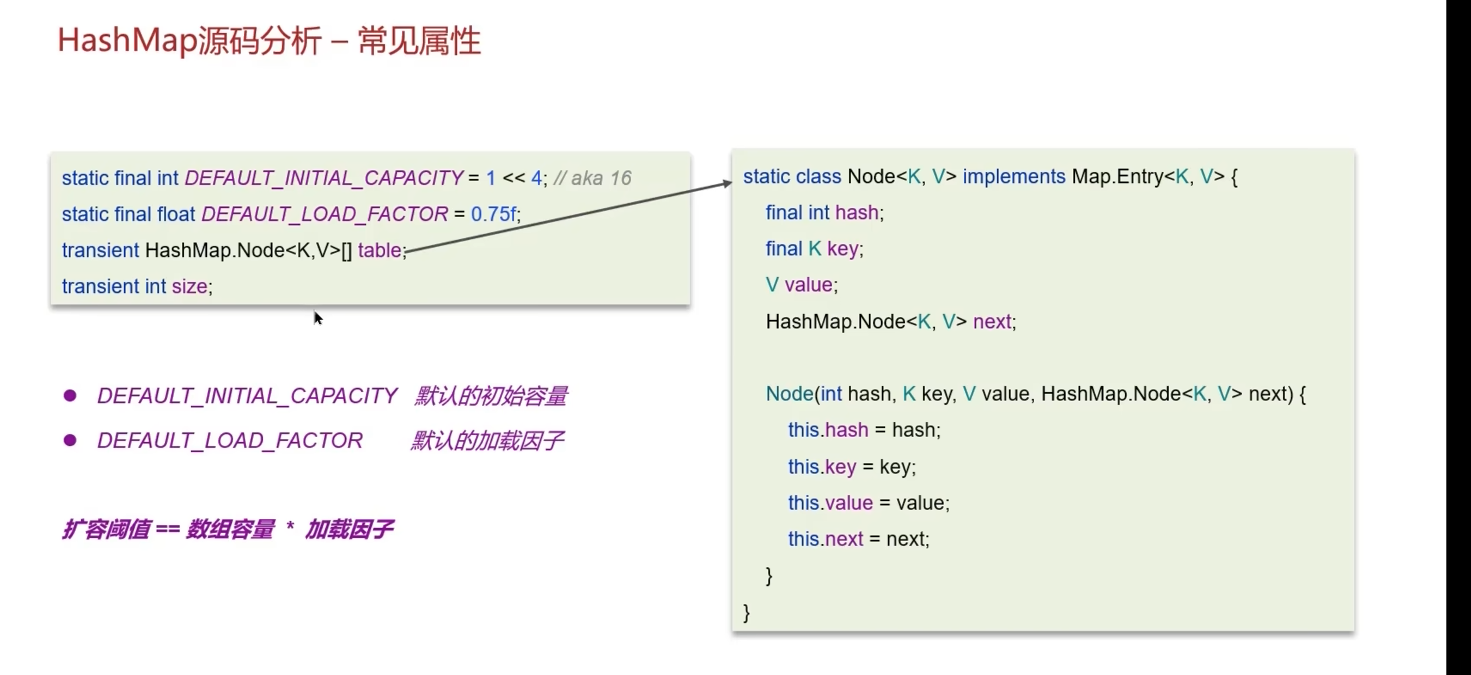 HashMap源码分析 – 常见属性
static final int DEFAULT_INITIAL_CAPACITY = 1 << 4; // aka 16
static final float DEFAULT_LOAD_FACTOR = 0.75f;
transient HashMap.Node<K,V>[] table;
transient int size;
DEFAULT_INITIAL_CAPACITY 默认的初始容量
DEFAULT_LOAD_FACTOR 默认的加载因子
扩容阈值 == 数组容量 * 加载因子
static class Node<K, V> implements Map.Entry<K, V> {
final int hash;
final K key;
V value;
HashMap.Node<K, V> next;
Node(int hash, K key, V value, HashMap.Node<K, V> next) {
this.hash = hash;
this.key = key;
this.value = value;
this.next = next;
}
}